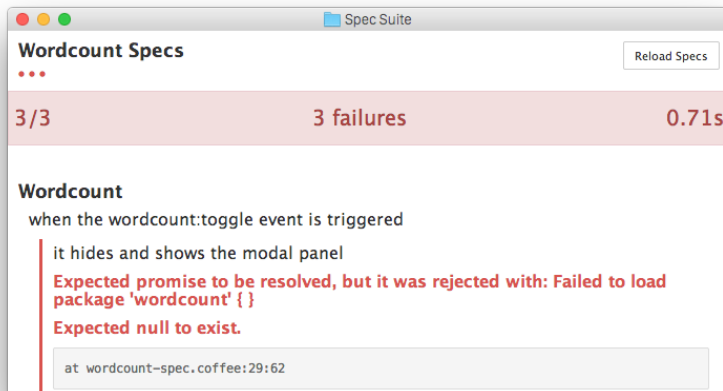 Spec Suite
Wordcount Specs
Reload Specs
3/3 3 failures 0.71s
Wordcount
when the wordcount:toggle event is triggered
it hides and shows the modal panel
Expected promise to be resolved, but it was rejected with: Failed to load
package 'wordcount' { }
Expected null to exist.
at wordcount-spec.coffee:29:62